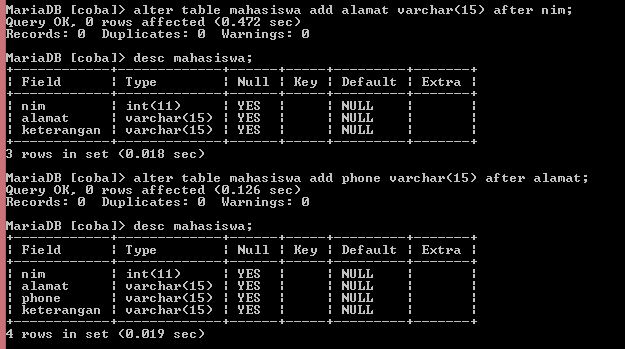 MariaDB [coba]> alter table mahasiswa add alamat varchar(15) after nim;
Query OK, 0 rows affected (0.472 sec)
Records: 0  Duplicates: 0  Warnings: 0

MariaDB [coba]> desc mahasiswa;
+------------+-------------+------+-----+---------+-------+
| Field      | Type        | Null | Key | Default | Extra |
+------------+-------------+------+-----+---------+-------+
| nim        | int(11)     | YES  |     | NULL    |       |
| alamat     | varchar(15) | YES  |     | NULL    |       |
| keterangan | varchar(15) | YES  |     | NULL    |       |
+------------+-------------+------+-----+---------+-------+
3 rows in set (0.018 sec)

MariaDB [coba]> alter table mahasiswa add phone varchar(15) after alamat;
Query OK, 0 rows affected (0.126 sec)
Records: 0  Duplicates: 0  Warnings: 0

MariaDB [coba]> desc mahasiswa;
+------------+-------------+------+-----+---------+-------+
| Field      | Type        | Null | Key | Default | Extra |
+------------+-------------+------+-----+---------+-------+
| nim        | int(11)     | YES  |     | NULL    |       |
| alamat     | varchar(15) | YES  |     | NULL    |       |
| phone      | varchar(15) | YES  |     | NULL    |       |
| keterangan | varchar(15) | YES  |     | NULL    |       |
+------------+-------------+------+-----+---------+-------+
4 rows in set (0.019 sec)